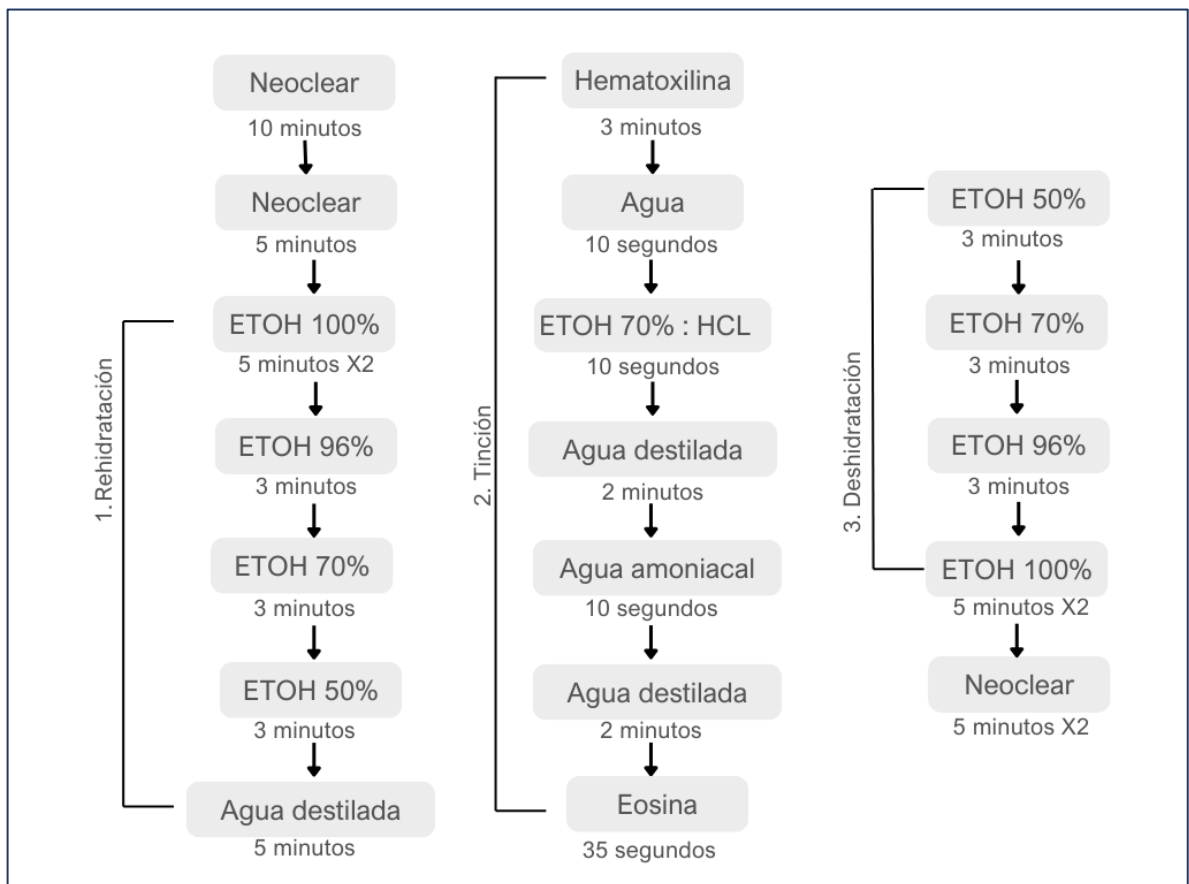 Neoclear
10 minutos
Neoclear
5 minutos
1.Rehidratación
ETOH 100%
5 minutos X2
ETOH 96%
3 minutos
ETOH 70%
3 minutos
ETOH 50%
3 minutos
Agua destilada
5 minutos
2. Tinción
Hematoxilina
3 minutos
Agua
10 segundos
ETOH 70% : HCL
10 segundos
Agua destilada
2 minutos
Agua amoniacal
10 segundos
Agua destilada
2 minutos
Eosina
35 segundos
3. Deshidratación
ETOH 50%
3 minutos
ETOH 70%
3 minutos
ETOH 96%
3 minutos
ETOH 100%
5 minutos X2
Neoclear
5 minutos X2